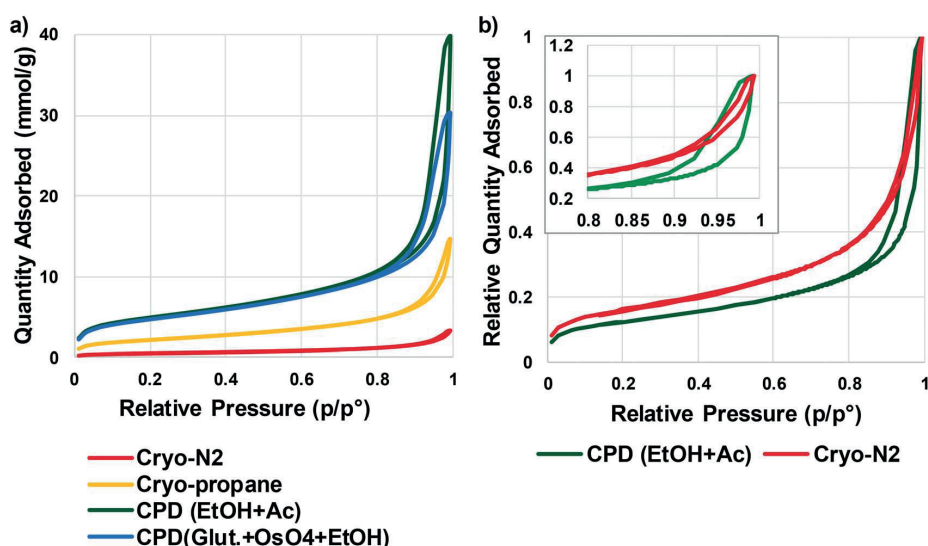 a)
Quantity Adsorbed (mmol/g)
40
30
20
10
0
0 0.2 0.4 0.6 0.8 1
Relative Pressure (p/p°)
Cryo-N2
Cryo-propane
CPD (EtOH+Ac)
CPD(Glut.+OsO4+EtOH)
b)
Relative Quantity Adsorbed
1
0.8
0.6
0.4
0.2
0
0 0.2 0.4 0.6 0.8 1
1.2
1
0.8
0.6
0.4
0.2
0.8 0.85 0.9 0.95 1
Relative Pressure (p/p°)
CPD (EtOH+Ac) Cryo-N2